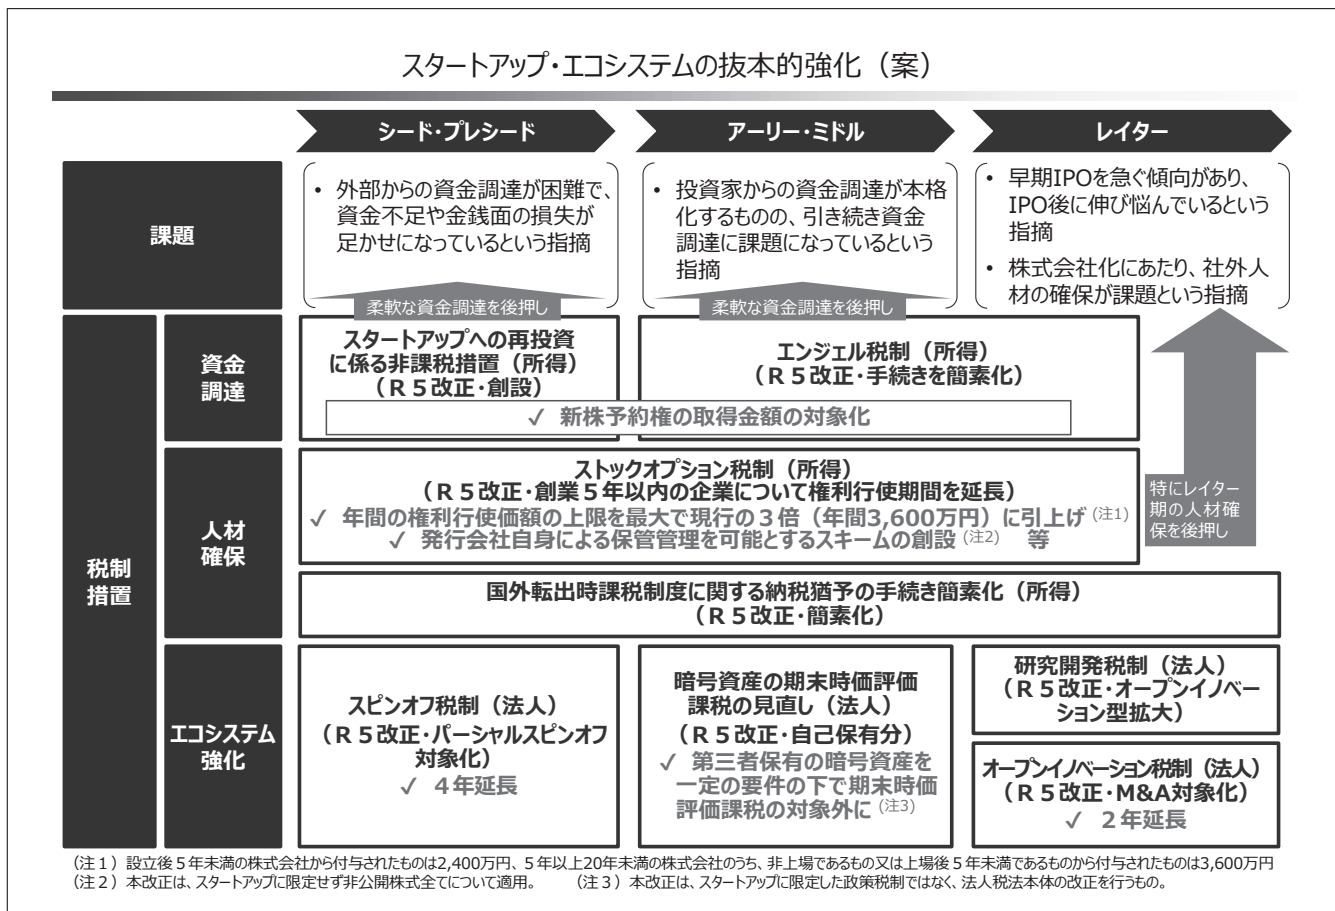 スタートアップ・エコシステムの抜本的強化（案）
シード・プレシード
アーリー・ミドル
レイター
課題
• 外部からの資金調達が困難で、
資金不足や金銭面の損失が
足かせになっているという指摘
• 投資家からの資金調達が本格
化するものの、引き続き資金
調達に課題になっているという
指摘
• 早期IPOを急ぐ傾向があり、
IPO後に伸び悩んでいるという
指摘
• 株式会社化にあたり、社外人
材の確保が課題という指摘
柔軟な資金調達を後押し
柔軟な資金調達を後押し
税制
措置
資金
調達
スタートアップへの再投資
に係る非課税措置（所得）
（Ｒ５改正・創設）
エンジェル税制（所得）
（Ｒ５改正・手続きを簡素化）
✓ 新株予約権の取得金額の対象化
人材
確保
ストックオプション税制（所得）
（Ｒ５改正・創業５年以内の企業について権利行使期間を延長）
✓ 年間の権利行使価額の上限を最大で現行の３倍（年間3,600万円）に引上げ（注1）
✓ 発行会社自身による保管管理を可能とするスキームの創設（注2） 等
特にレイター
期の人材確
保を後押し
国外転出時課税制度に関する納税猶予の手続き簡素化（所得）
（Ｒ５改正・簡素化）
エコシステム
強化
スピンオフ税制（法人）
（Ｒ５改正・パーシャルスピンオフ
対象化）
✓ ４年延長
暗号資産の期末時価評価
課税の見直し（法人）
（Ｒ５改正・自己保有分）
✓ 第三者保有の暗号資産を
一定の要件の下で期末時価
評価課税の対象外に（注3）
研究開発税制（法人）
（Ｒ５改正・オープンイノベー
ション型拡大）
オープンイノベーション税制（法人）
（Ｒ５改正・M&A対象化）
✓ ２年延長
（注１）設立後５年未満の株式会社から付与されたものは2,400万円、５年以上20年未満の株式会社のうち、非上場であるもの又は上場後５年未満であるものから付与されたものは3,600万円
（注２）本改正は、スタートアップに限定せず非公開株式全てについて適用。 （注３）本改正は、スタートアップに限定した政策税制ではなく、法人税法本体の改正を行うもの。